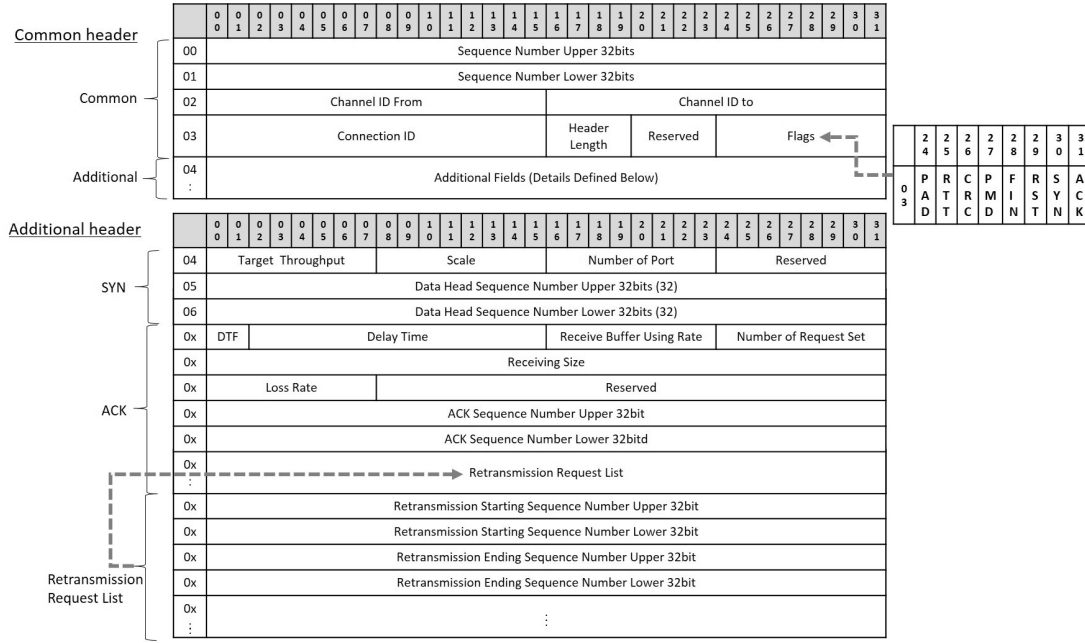 Common header
0 0 0 0 0 0 0 0 0 0 1 1 1 1 1 1 1 1 1 1 2 2 2 2 2 2 2 2 2 2 3 3
0 1 2 3 4 5 6 7 8 9 0 1 2 3 4 5 6 7 8 9 0 1 2 3 4 5 6 7 8 9 0 1
00 Sequence Number Upper 32bits
01 Sequence Number Lower 32bits
Common
02 Channel ID From Channel ID to
03 Connection ID Header Length Reserved Flags
Additional
04 : Additional Fields (Details Defined Below)
2 2 2 2 2 2 3 3
4 5 6 7 8 9 0 1
03 PAD RTT CRC PMD FIN RST SYN ACK
Additional header
0 0 0 0 0 0 0 0 0 0 1 1 1 1 1 1 1 1 1 1 2 2 2 2 2 2 2 2 2 2 3 3
0 1 2 3 4 5 6 7 8 9 0 1 2 3 4 5 6 7 8 9 0 1 2 3 4 5 6 7 8 9 0 1
04 Target Throughput Scale Number of Port Reserved
SYN
05 Data Head Sequence Number Upper 32bits (32)
06 Data Head Sequence Number Lower 32bits (32)
0x DTF Delay Time Receive Buffer Using Rate Number of Request Set
0x Receiving Size
0x Loss Rate Reserved
ACK
0x ACK Sequence Number Upper 32bit
0x ACK Sequence Number Lower 32bitd
0x : Retransmission Request List
0x Retransmission Starting Sequence Number Upper 32bit
0x Retransmission Starting Sequence Number Lower 32bit
0x Retransmission Ending Sequence Number Upper 32bit
0x Retransmission Ending Sequence Number Lower 32bit
Retransmission
Request List
0x : ⋮